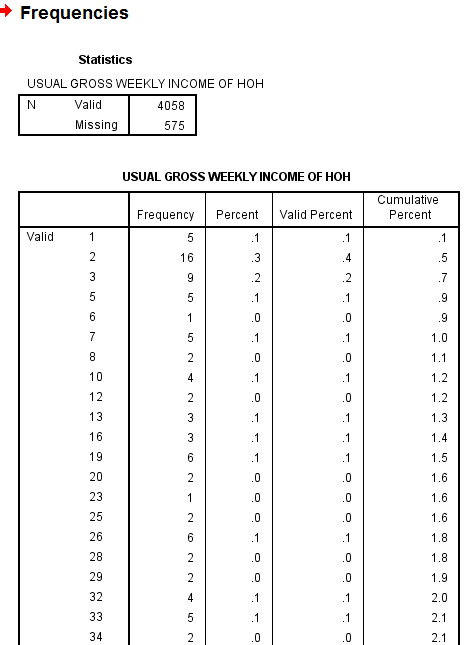 Frequencies
Statistics
USUAL GROSS WEEKLY INCOME OF HOH
N Valid 4058
Missing 575
USUAL GROSS WEEKLY INCOME OF HOH
Frequency Percent Valid Percent Cumulative Percent
Valid 1 5 .1 .1 .1
2 16 .3 .4 .5
3 9 .2 .2 .7
5 5 .1 .1 .9
6 1 .0 .0 .9
7 5 .1 .1 1.0
8 2 .0 .0 1.1
10 4 .1 .1 1.2
12 2 .0 .0 1.2
13 3 .1 .1 1.3
16 3 .1 .1 1.4
19 6 .1 .1 1.5
20 2 .0 .0 1.6
23 1 .0 .0 1.6
25 2 .0 .0 1.6
26 6 .1 .1 1.8
28 2 .0 .0 1.8
29 2 .0 .0 1.9
32 4 .1 .1 2.0
33 5 .1 .1 2.1
34 2 .0 .0 2.1